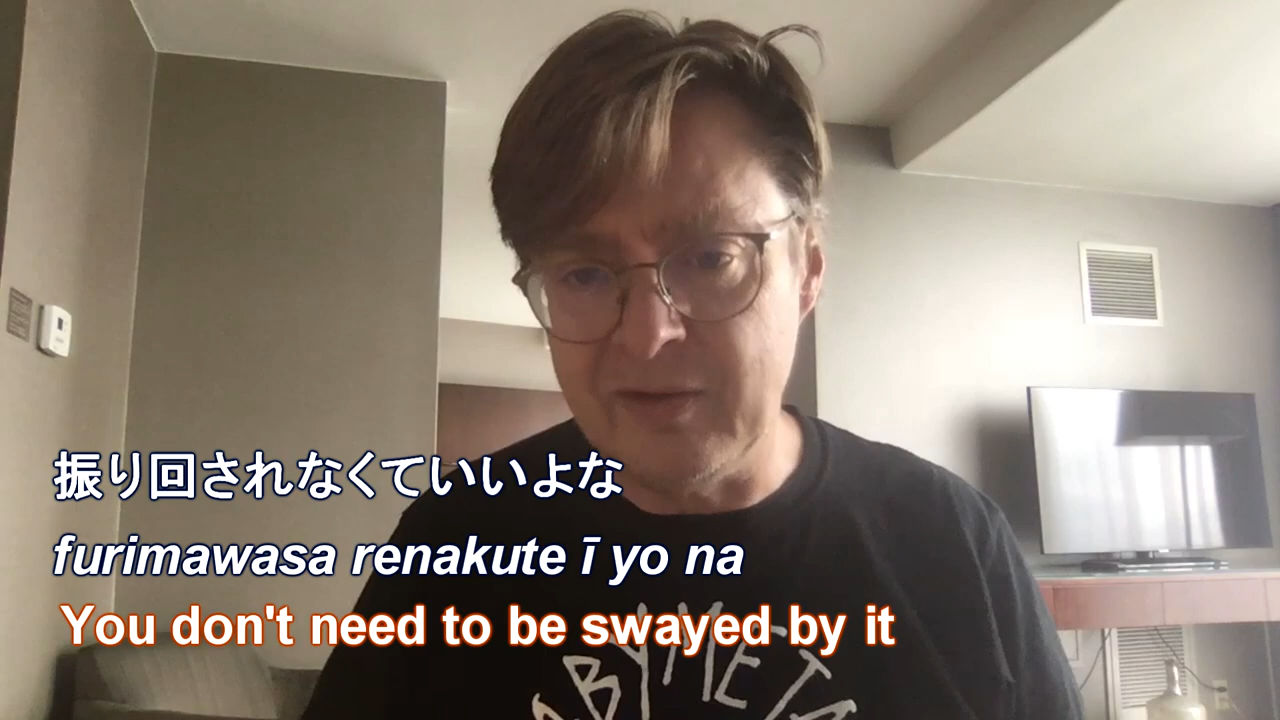 振り回されなくていいよな
furimawasa renakute ī yo na
You don't need to be swayed by it
ABYMETA